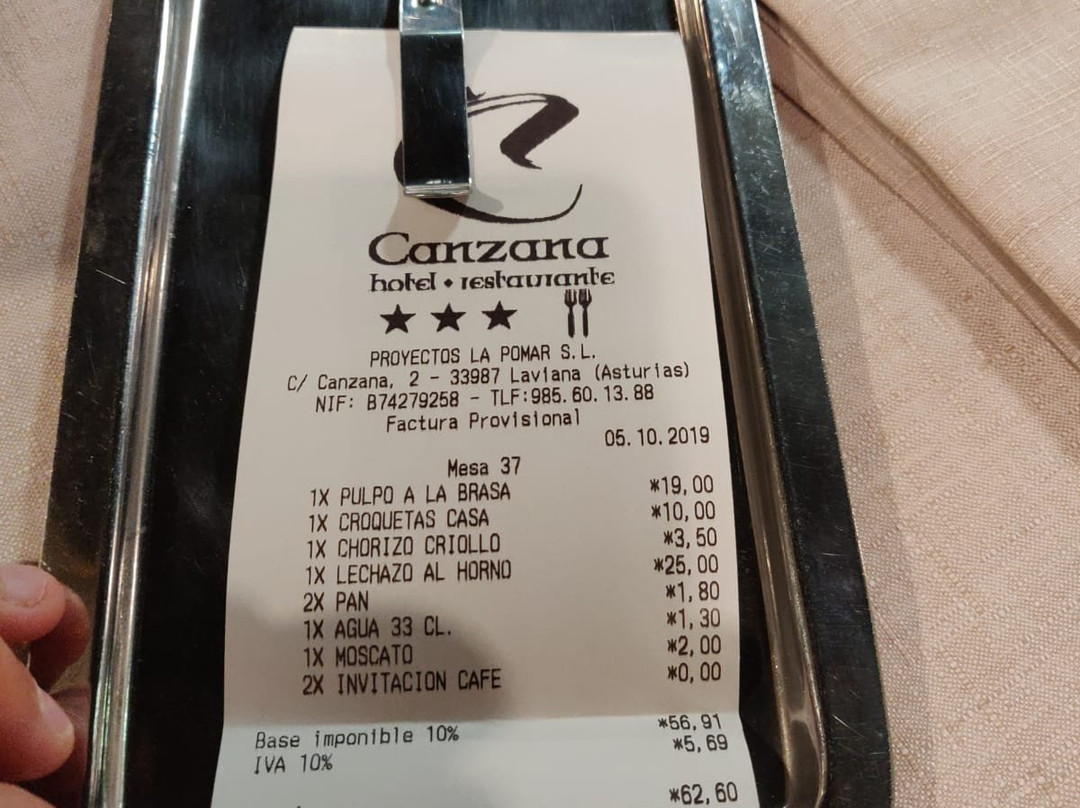 Canzana
hotel • restaurante
PROYECTOS LA POMAR S.L.
C/ Canzana, 2 - 33987 Laviana (Asturias)
NIF: B74279258 - TLF:985.60.13.88
Factura Provisional
05.10.2019
Mesa 37
1X PULPO A LA BRASA *19,00
1X CROQUETAS CASA *10,00
1X CHORIZO CRIOLLO *3,50
1X LECHAZO AL HORNO *25,00
2X PAN *1,80
1X AGUA 33 CL. *1,30
1X MOSCATO *2,00
2X INVITACION CAFE *0,00
Base imponible 10% *56,91
IVA 10% *5,69
*62,60